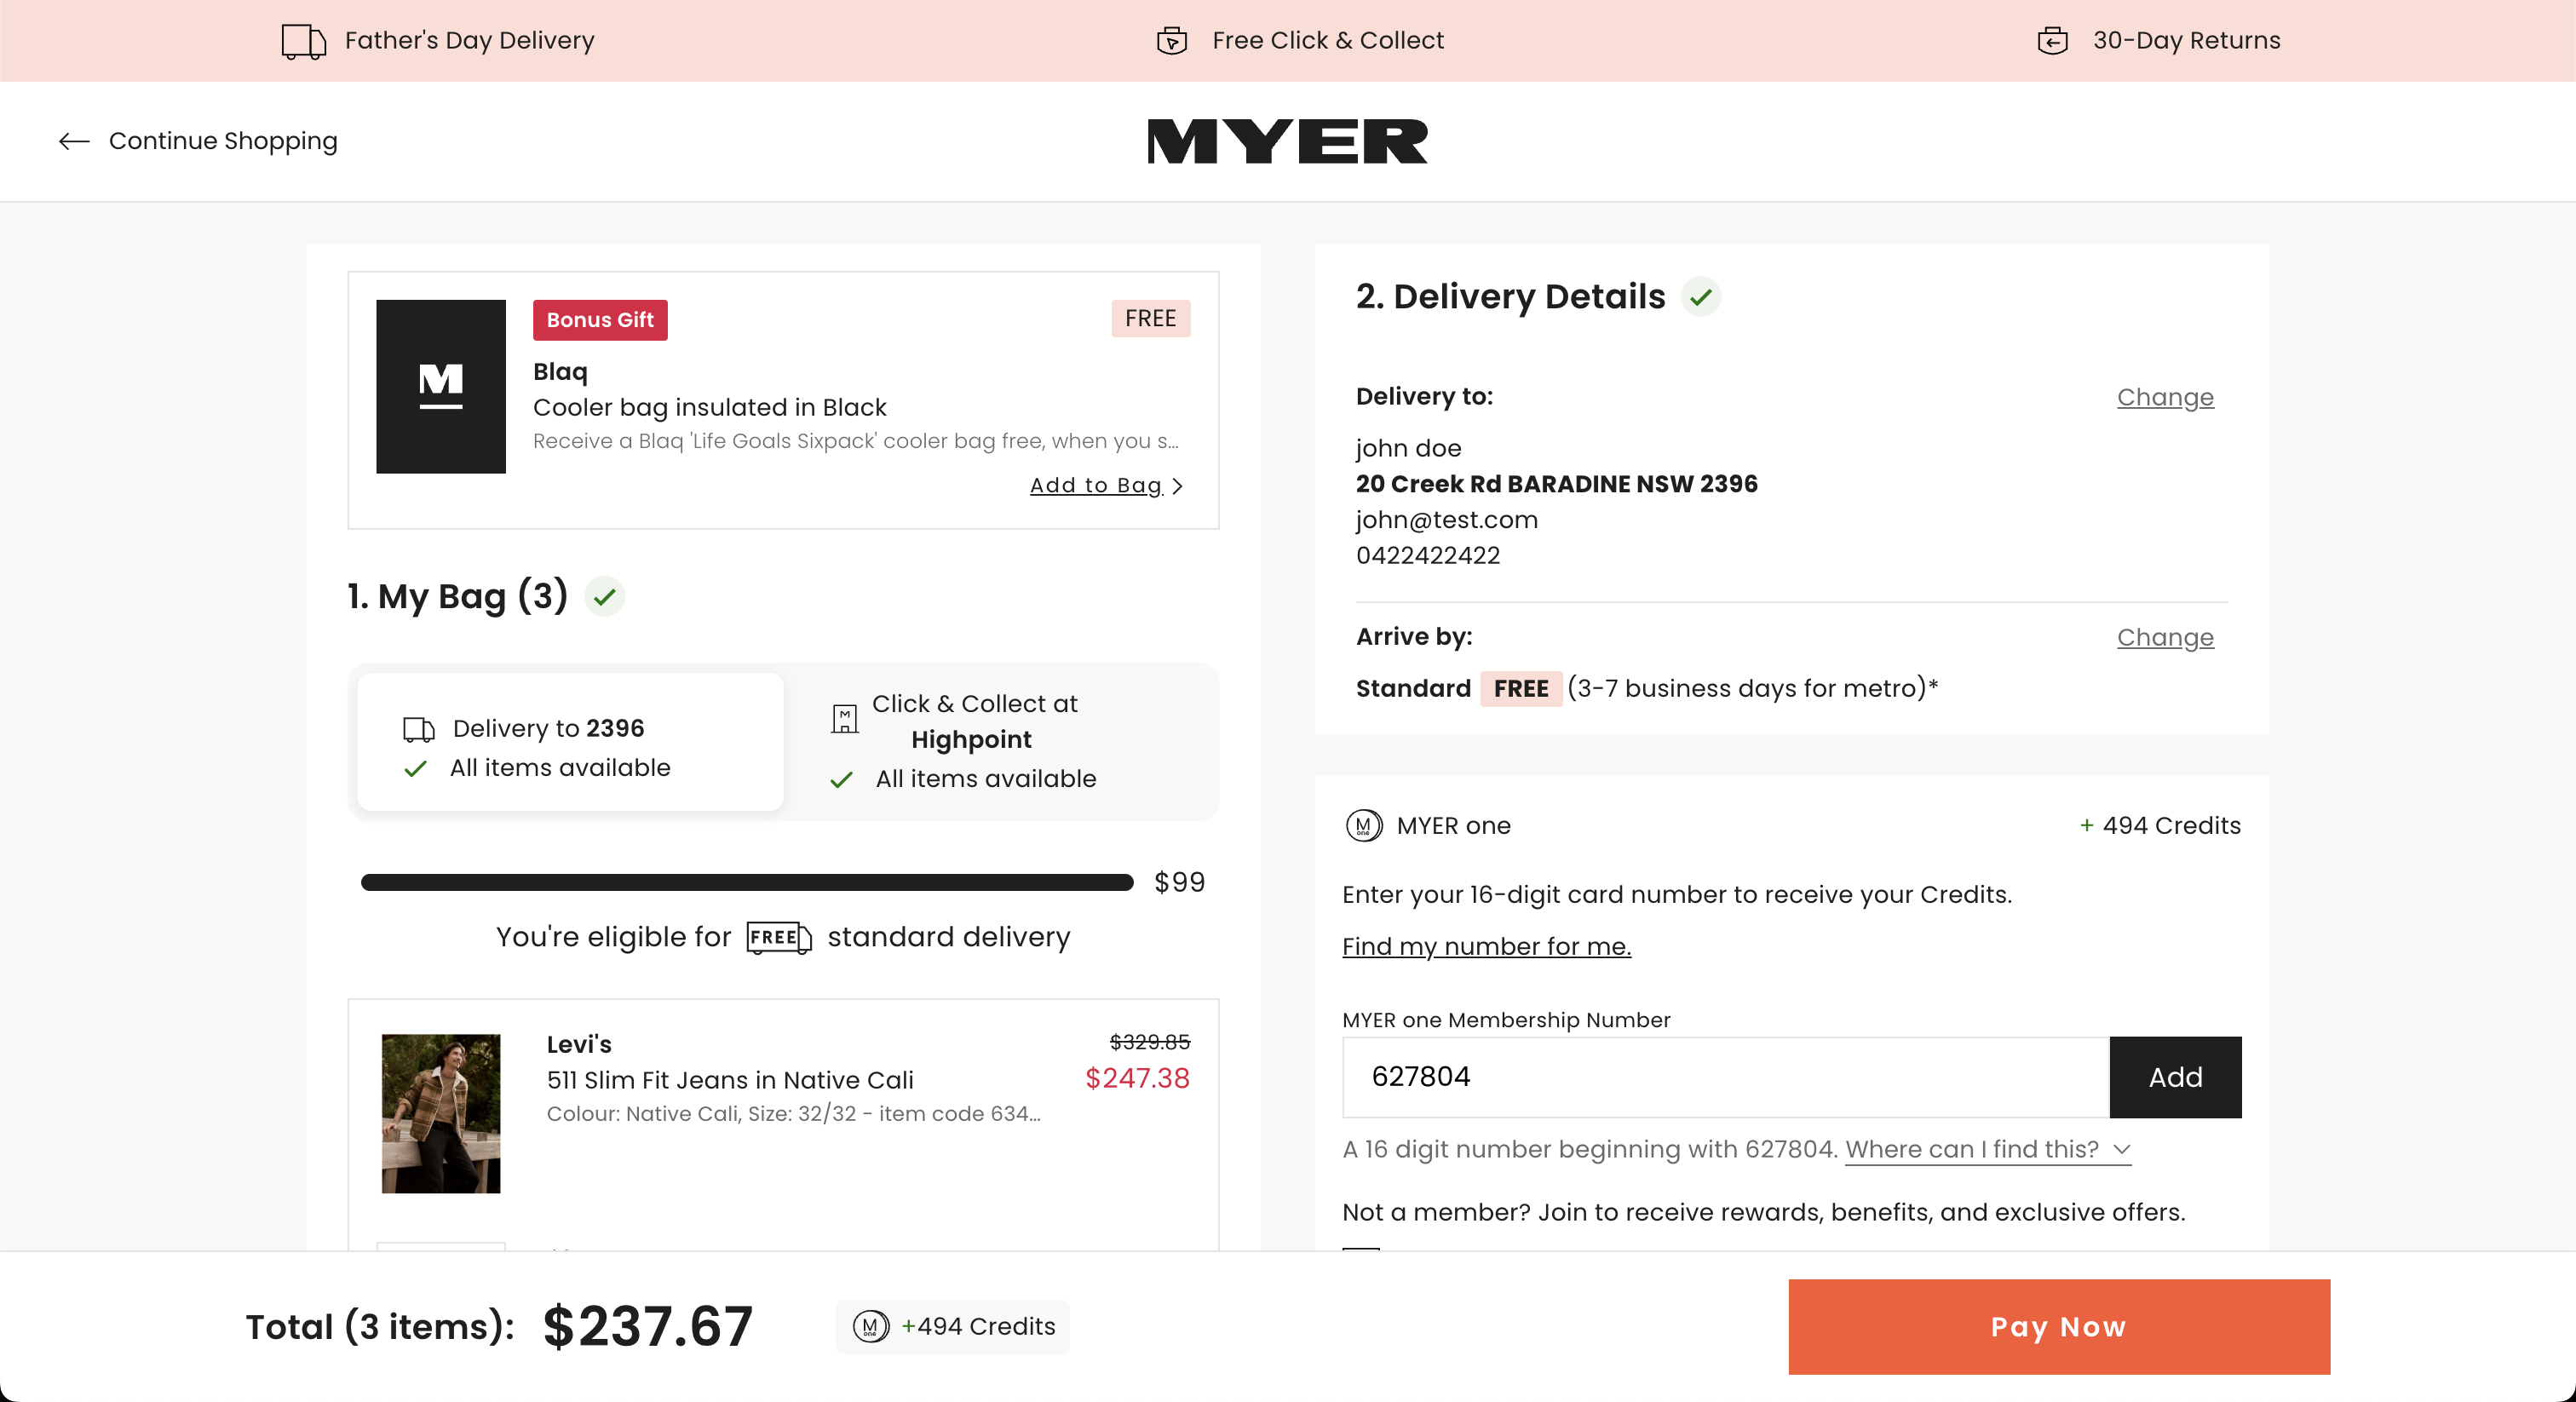 Father's Day Delivery
Free Click & Collect
30-Day Returns
Continue Shopping
MYER
M
Bonus Gift
FREE
Blaq
Cooler bag insulated in Black
Receive a Blaq 'Life Goals Sixpack' cooler bag free, when you s...
Add to Bag
1. My Bag (3)
Delivery to 2396
All items available
M
Click & Collect at
Highpoint
All items available
$99
You're eligible for FREE standard delivery
Levi's
$329.85
511 Slim Fit Jeans in Native Cali
$247.38
Colour: Native Cali, Size: 32/32 - item code 634...
2. Delivery Details
Delivery to:
Change
john doe
20 Creek Rd BARADINE NSW 2396
john@test.com
0422422422
Arrive by:
Change
Standard FREE (3-7 business days for metro)*
M one MYER one
+ 494 Credits
Enter your 16-digit card number to receive your Credits.
Find my number for me.
MYER one Membership Number
627804
Add
A 16 digit number beginning with 627804. Where can I find this?
Not a member? Join to receive rewards, benefits, and exclusive offers.
Total (3 items): $237.67
M one +494 Credits
Pay Now